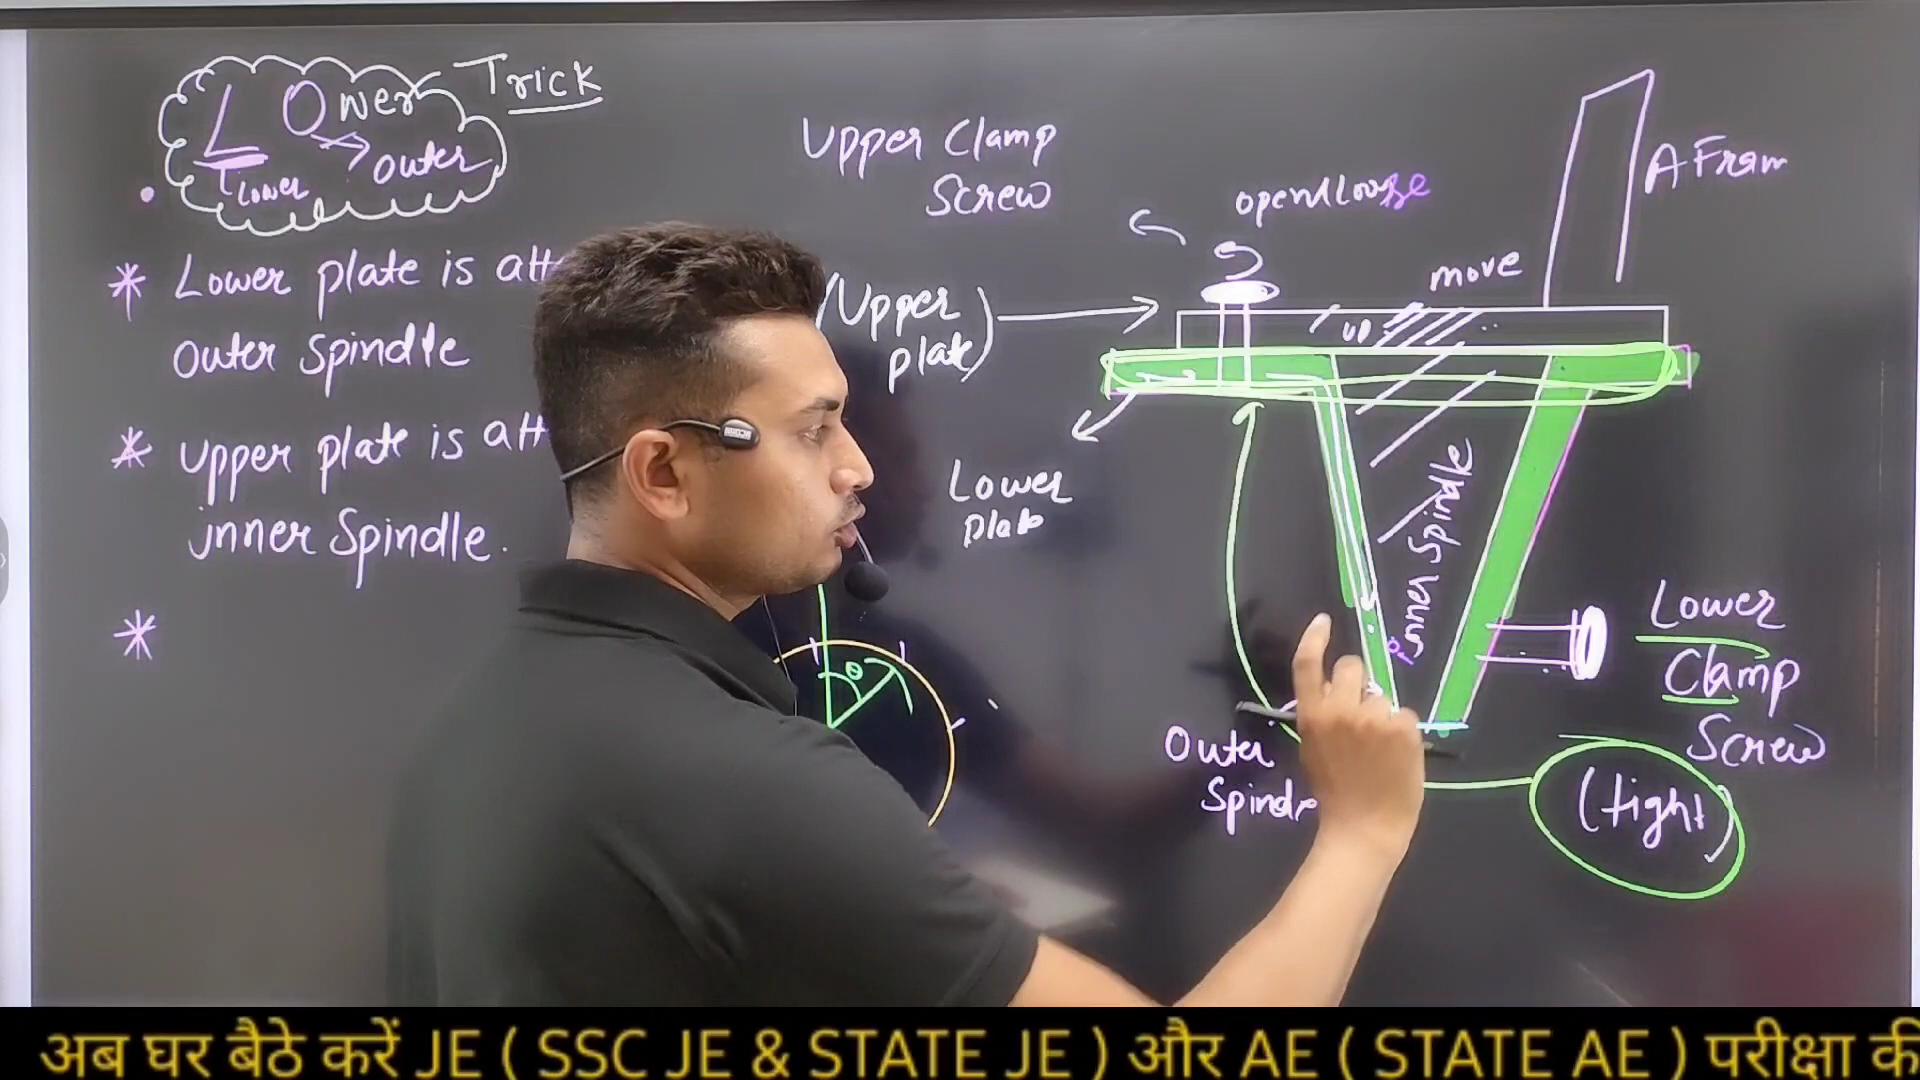 LOwer Trick
Lower → outer
* Lower plate is att
outer spindle
* upper plate is att
inner Spindle.
*
Upper Clamp
Screw
(Upper
plate)
Lower
plate
open/loose
move
A Fram
up
inner Spindle
θ
Outer
Spindle
Lower
Clamp
Screw
(tight)
अब घर बैठे करें JE ( SSC JE & STATE JE ) और AE ( STATE AE ) परीक्षा की